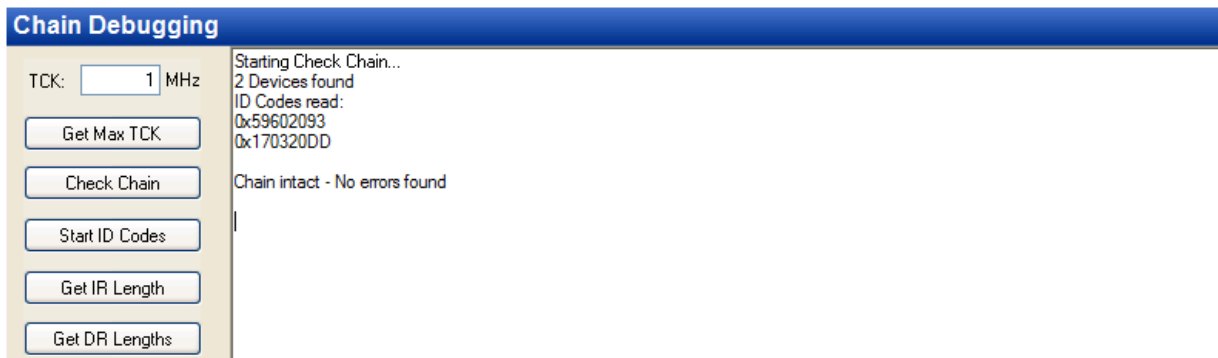 Chain Debugging
TCK: 1 MHz
Get Max TCK
Check Chain
Start ID Codes
Get IR Length
Get DR Lengths
Starting Check Chain...
2 Devices found
ID Codes read:
0x59602093
0x170320DD
Chain intact - No errors found